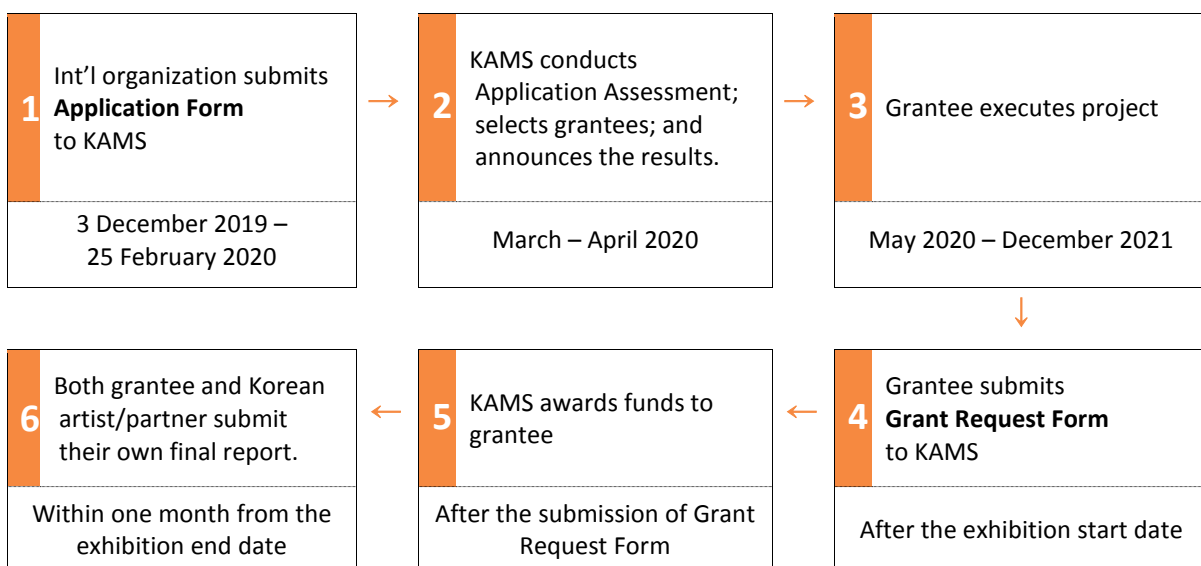 1
Int’l organization submits
Application Form
to KAMS
3 December 2019 –
25 February 2020
→
2
KAMS conducts
Application Assessment;
selects grantees; and
announces the results.
March – April 2020
→
3
Grantee executes project
May 2020 – December 2021
↓
4
Grantee submits
Grant Request Form
to KAMS
After the exhibition start date
←
5
KAMS awards funds to
grantee
After the submission of Grant
Request Form
←
6
Both grantee and Korean
artist/partner submit
their own final report.
Within one month from the
exhibition end date